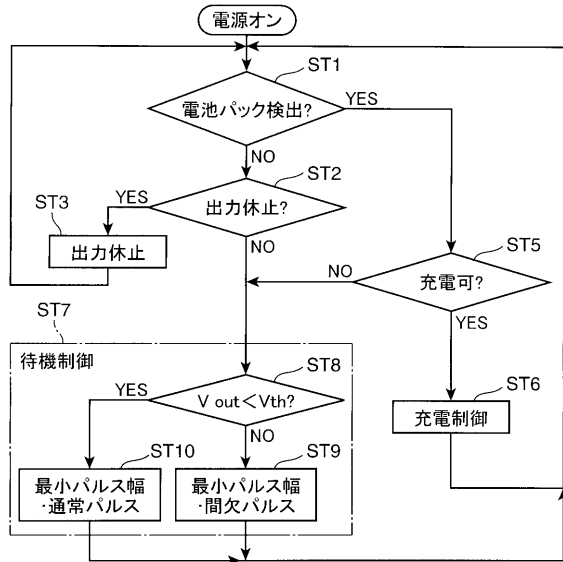 電源オン
ST1
電池パック検出?
YES
NO
ST2
出力休止?
YES
NO
ST3
出力休止
ST5
充電可?
NO
YES
ST6
充電制御
ST7
待機制御
ST8
V out<Vth?
YES
NO
ST10
最小パルス幅
・通常パルス
ST9
最小パルス幅
・間欠パルス